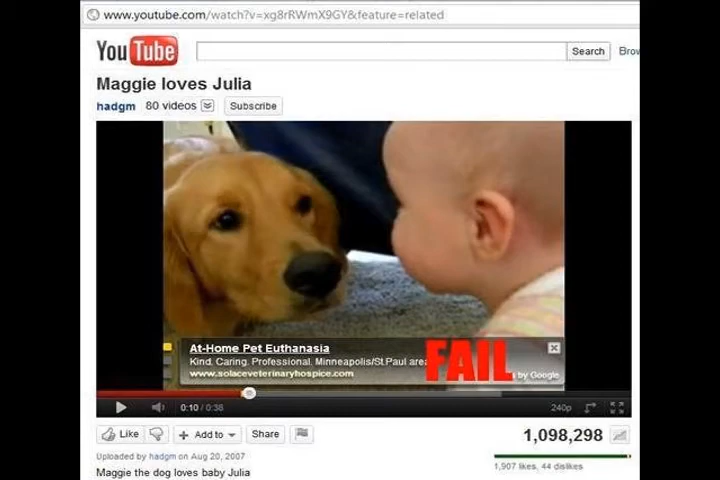 www.youtube.com/watch?v=xg8rRWmX9GY&feature=related
YouTube
Search
Brow
Maggie loves Julia
hadgm 80 videos Subscribe
At-Home Pet Euthanasia
Kind. Caring. Professional. Minneapolis/St.Paul area
www.solaceveterinaryhospice.com
FAIL
by Google
0:10 / 0:36
240p
Like
+ Add to
Share
1,098,298
Uploaded by hadgm on Aug 20, 2007
1,907 likes, 44 dislikes
Maggie the dog loves baby Julia